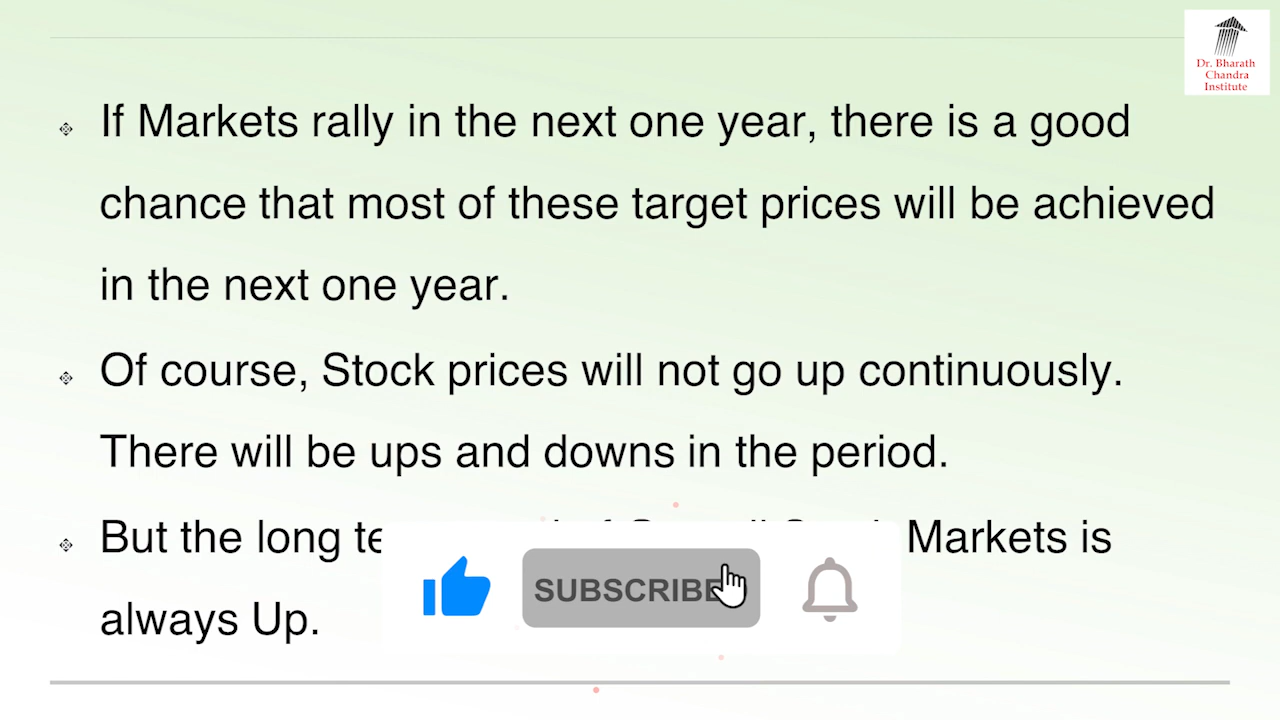 Dr. Bharath
Chandra
Institute
If Markets rally in the next one year, there is a good
chance that most of these target prices will be achieved
in the next one year.
Of course, Stock prices will not go up continuously.
There will be ups and downs in the period.
But the long Markets is
always Up.
SUBSCRIBE